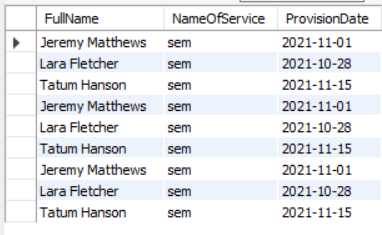 FullName NameOfService ProvisionDate
Jeremy Matthews sem 2021-11-01
Lara Fletcher sem 2021-10-28
Tatum Hanson sem 2021-11-15
Jeremy Matthews sem 2021-11-01
Lara Fletcher sem 2021-10-28
Tatum Hanson sem 2021-11-15
Jeremy Matthews sem 2021-11-01
Lara Fletcher sem 2021-10-28
Tatum Hanson sem 2021-11-15